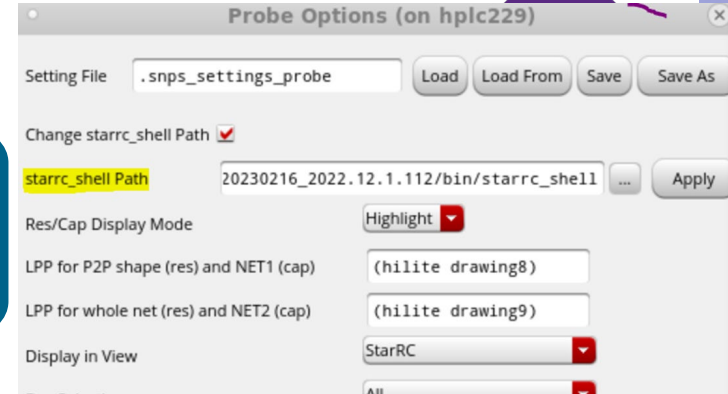 Probe Options (on hplc229)
Setting File .snps_settings_probe Load Load From Save Save As
Change starrc_shell Path
starrc_shell Path 20230216_2022.12.1.112/bin/starrc_shell ... Apply
Res/Cap Display Mode Highlight
LPP for P2P shape (res) and NET1 (cap) (hilite drawing8)
LPP for whole net (res) and NET2 (cap) (hilite drawing9)
Display in View StarRC
All